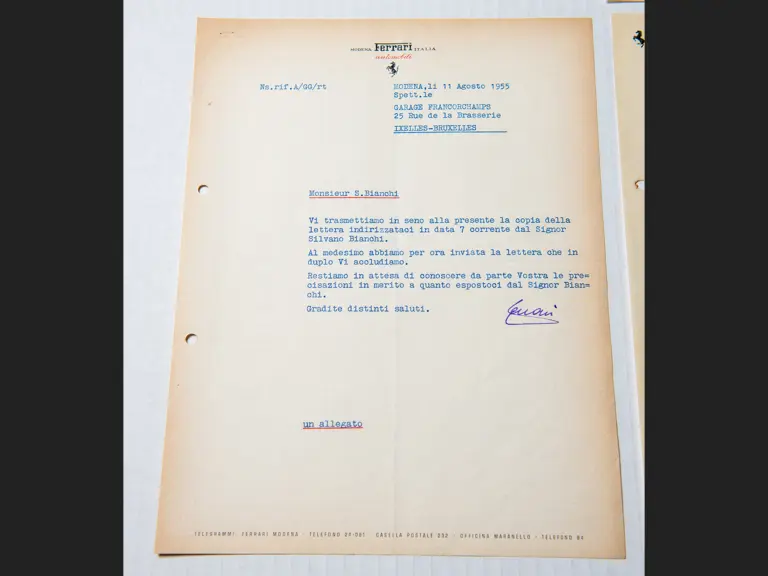 MODENA Ferrari ITALIA
automobili
Ns.rif.A/GG/rt
MODENA,li 11 Agosto 1955
Spett.le
GARAGE FRANCORCHAMPS
25 Rue de la Brasserie
IXELLES-BRUXELLES
Monsieur S.Bianchi
Vi trasmettiamo in seno alla presente la copia della
lettera indirizzataci in data 7 corrente dal Signor
Silvano Bianchi.
Al medesimo abbiamo per ora inviata la lettera che in
duplo Vi accludiamo.
Restiamo in attesa di conoscere da parte Vostra le pre=
cisazioni in merito a quanto espostoci dal Signor Bian=
chi.
Gradite distinti saluti.
un allegato
TELEGRAMMI: FERRARI MODENA - TELEFONO - CASELLA POSTALE 232 - OFFICINA MARANELLO - TELEFONO